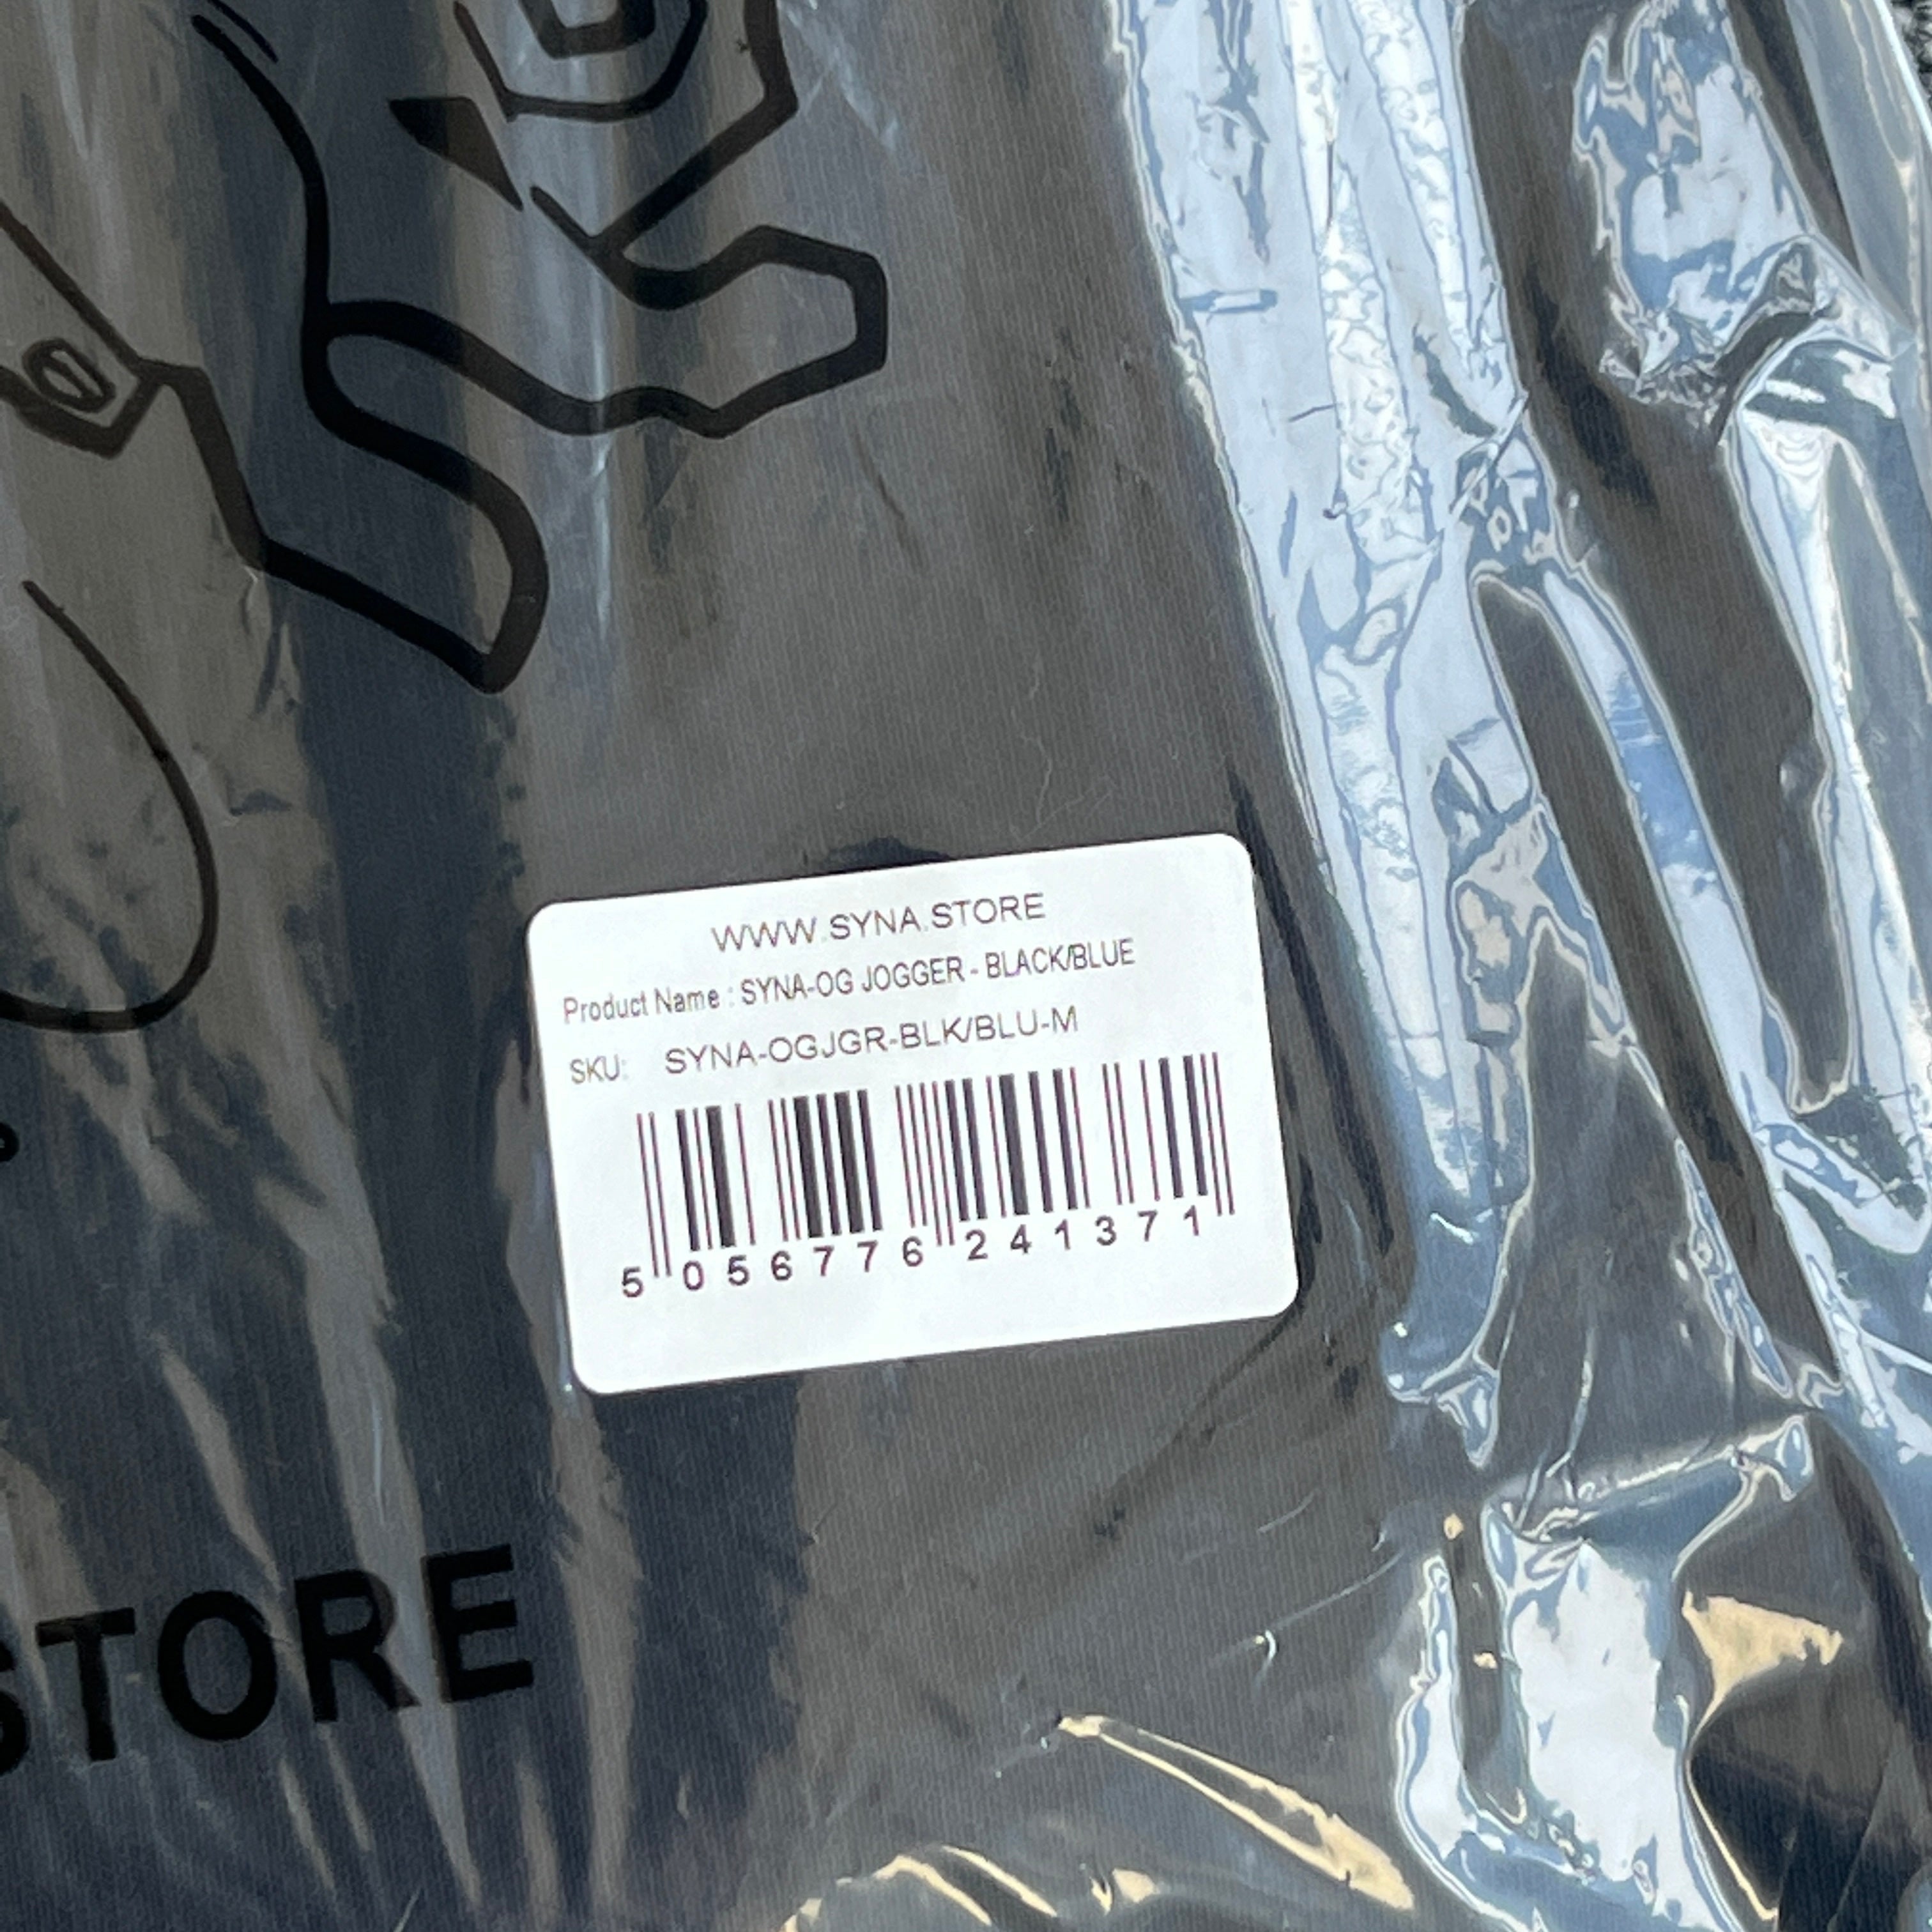 WWW.SYNA.STORE
Product Name : SYNA-OG JOGGER - BLACK/BLUE
SKU: SYNA-OGJGR-BLK/BLU-M
5 056776 241371
STORE